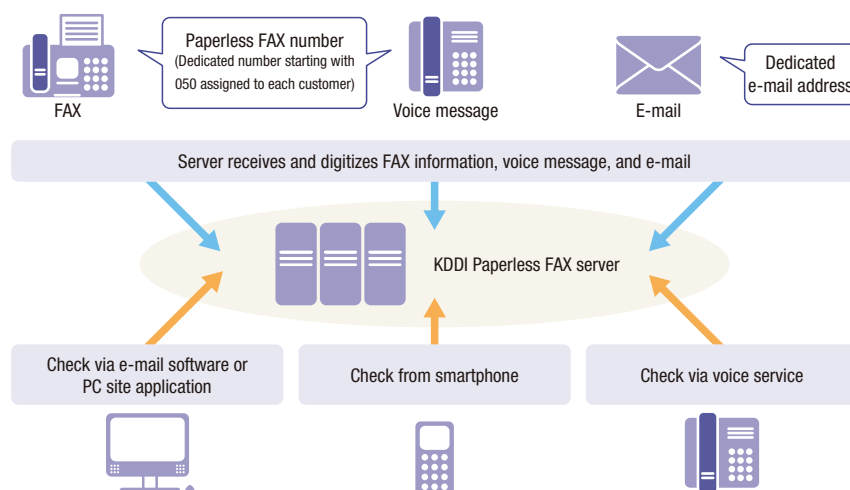 Paperless FAX number
(Dedicated number starting with
050 assigned to each customer)
Dedicated
e-mail address
FAX
Voice message
E-mail
Server receives and digitizes FAX information, voice message, and e-mail
KDDI Paperless FAX server
Check via e-mail software or
PC site application
Check from smartphone
Check via voice service